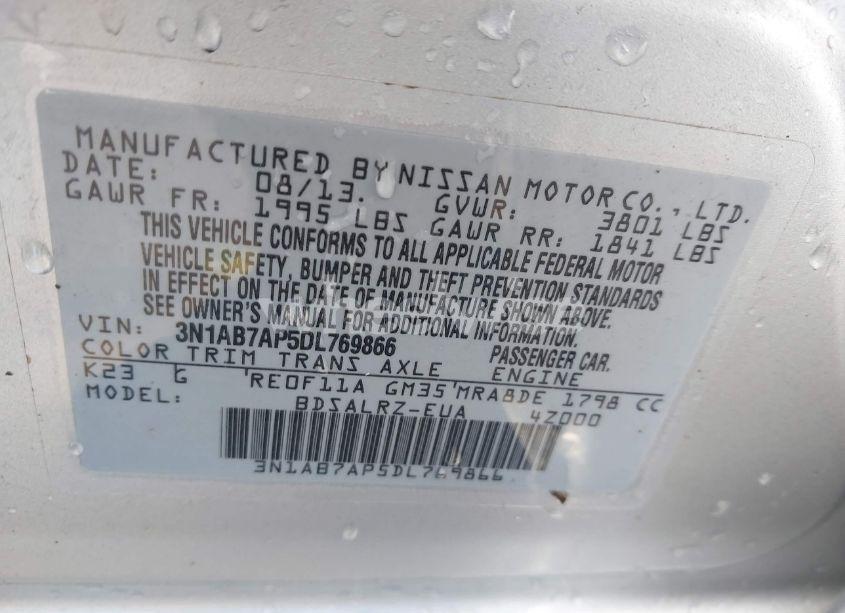 MANUFACTURED BY NISSAN MOTOR CO., LTD.
DATE: 08/13. GVWR: 3801 LBS
GAWR FR: 1995 LBS GAWR RR: 1841 LBS
THIS VEHICLE CONFORMS TO ALL APPLICABLE FEDERAL MOTOR
VEHICLE SAFETY, BUMPER AND THEFT PREVENTION STANDARDS
IN EFFECT ON THE DATE OF MANUFACTURE SHOWN ABOVE.
SEE OWNER'S MANUAL FOR ADDITIONAL INFORMATION.
VIN: 3N1AB7AP5DL769866 PASSENGER CAR.
COLOR TRIM TRANS AXLE ENGINE
K23 G 'RE0F11A GM35'MRA8DE 1798 CC
MODEL: BDSALRZ-EUA 4Z000
3N1AB7AP5DL769866